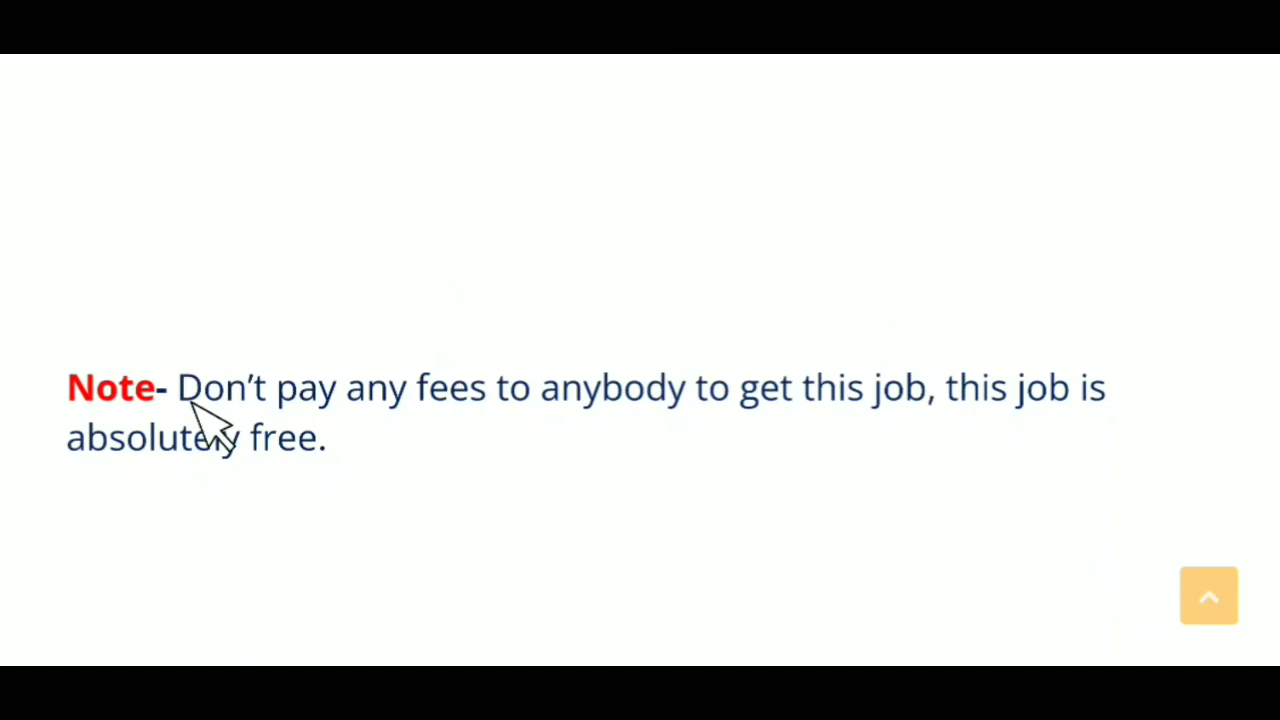 Note- Don't pay any fees to anybody to get this job, this job is
absolutely free.